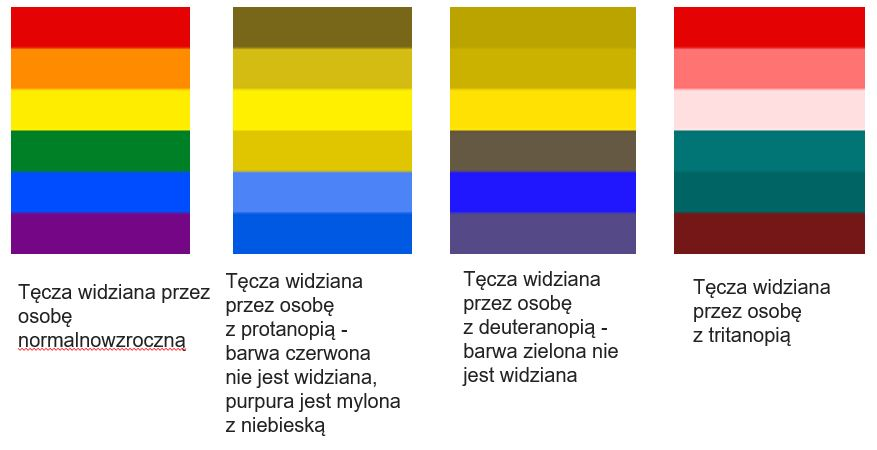 Tęcza widziana przez
osobę
normalnowzroczną
Tęcza widziana
przez osobę
z protanopią -
barwa czerwona
nie jest widziana,
purpura jest mylona
z niebieską
Tęcza widziana
przez osobę
z deuteranopią -
barwa zielona nie
jest widziana
Tęcza widziana
przez osobę
z tritanopią